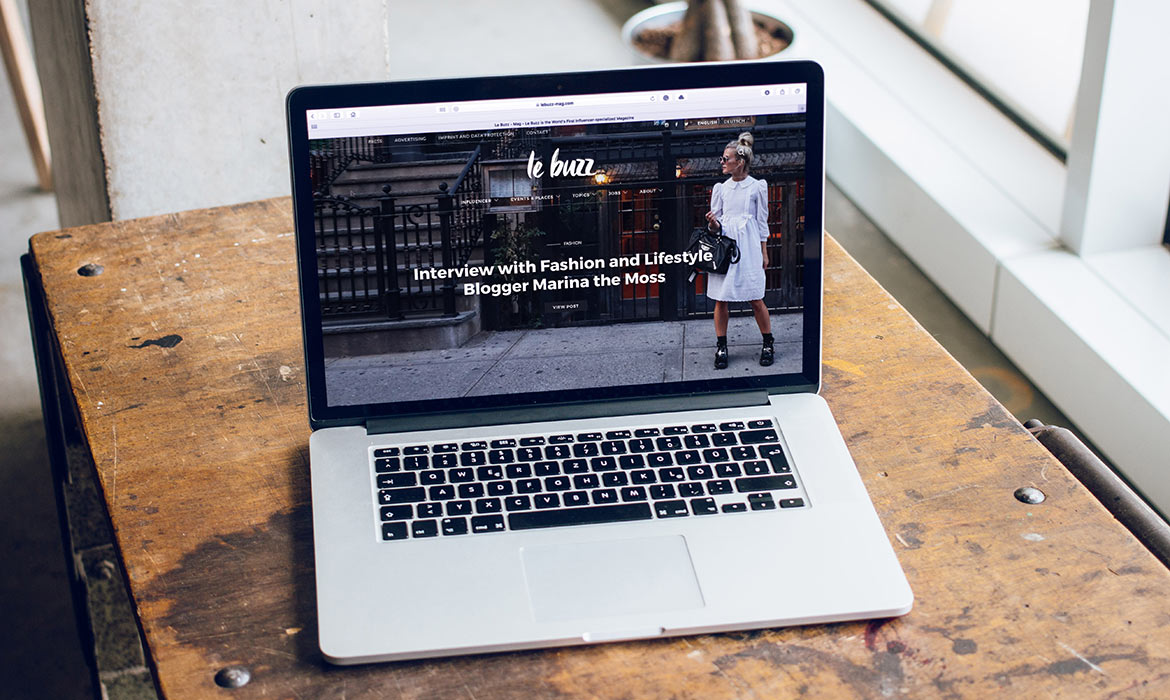 lebuzz-mag.com
Le Buzz - Mag - Le Buzz is the World's First Influencer-specialized Magazine
PRESS ADVERTISING IMPRINT AND DATA PROTECTION CONTACT ENGLISH DEUTSCH
le buzz
INFLUENCER EVENTS & PLACES TOPICS JOBS ABOUT
FASHION
Interview with Fashion and Lifestyle
Blogger Marina the Moss
VIEW POST
Q W E R T Z U I O P
A S D F G H J K L
Y X C V B N M